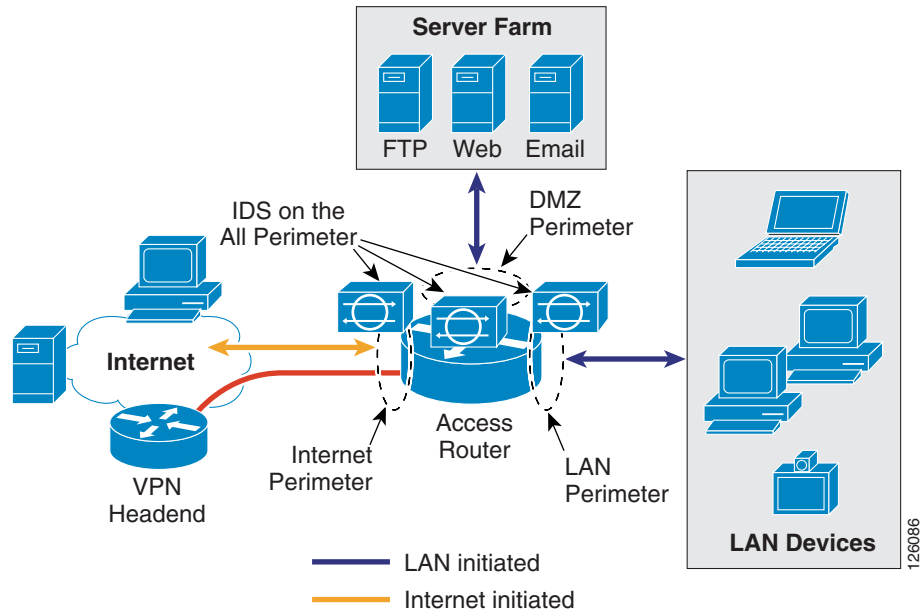 Server Farm
FTP
Web
Email
IDS on the
All Perimeter
DMZ
Perimeter
Internet
Access
Router
Internet
Perimeter
LAN
Perimeter
VPN
Headend
LAN Devices
126086
LAN initiated
Internet initiated